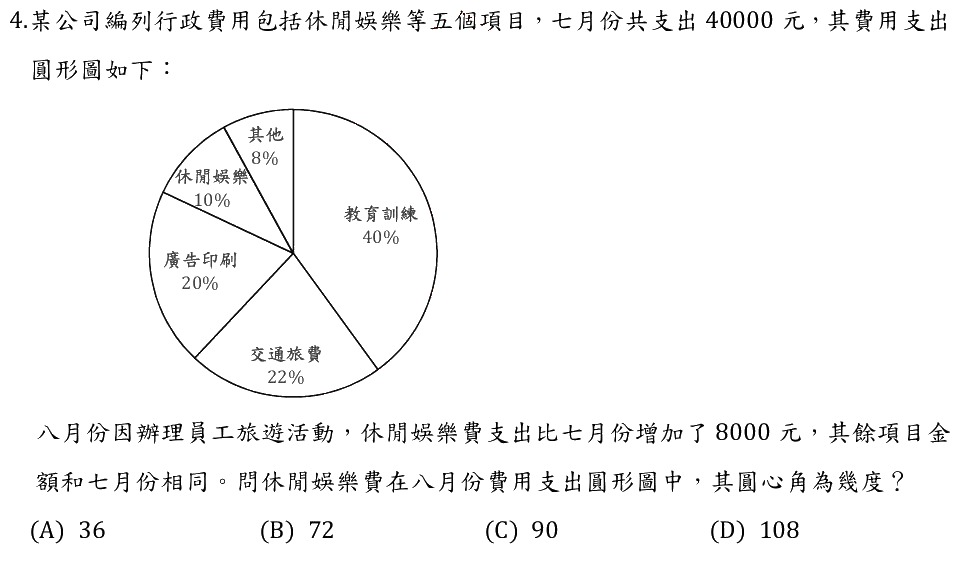 4.某公司編列行政費用包括休閒娛樂等五個項目，七月份共支出 40000 元，其費用支出
圓形圖如下：
其他
8%
休閒娛樂
10%
教育訓練
40%
廣告印刷
20%
交通旅費
22%
八月份因辦理員工旅遊活動，休閒娛樂費支出比七月份增加了 8000 元，其餘項目金
額和七月份相同。問休閒娛樂費在八月份費用支出圓形圖中，其圓心角為幾度？
(A) 36 (B) 72 (C) 90 (D) 108